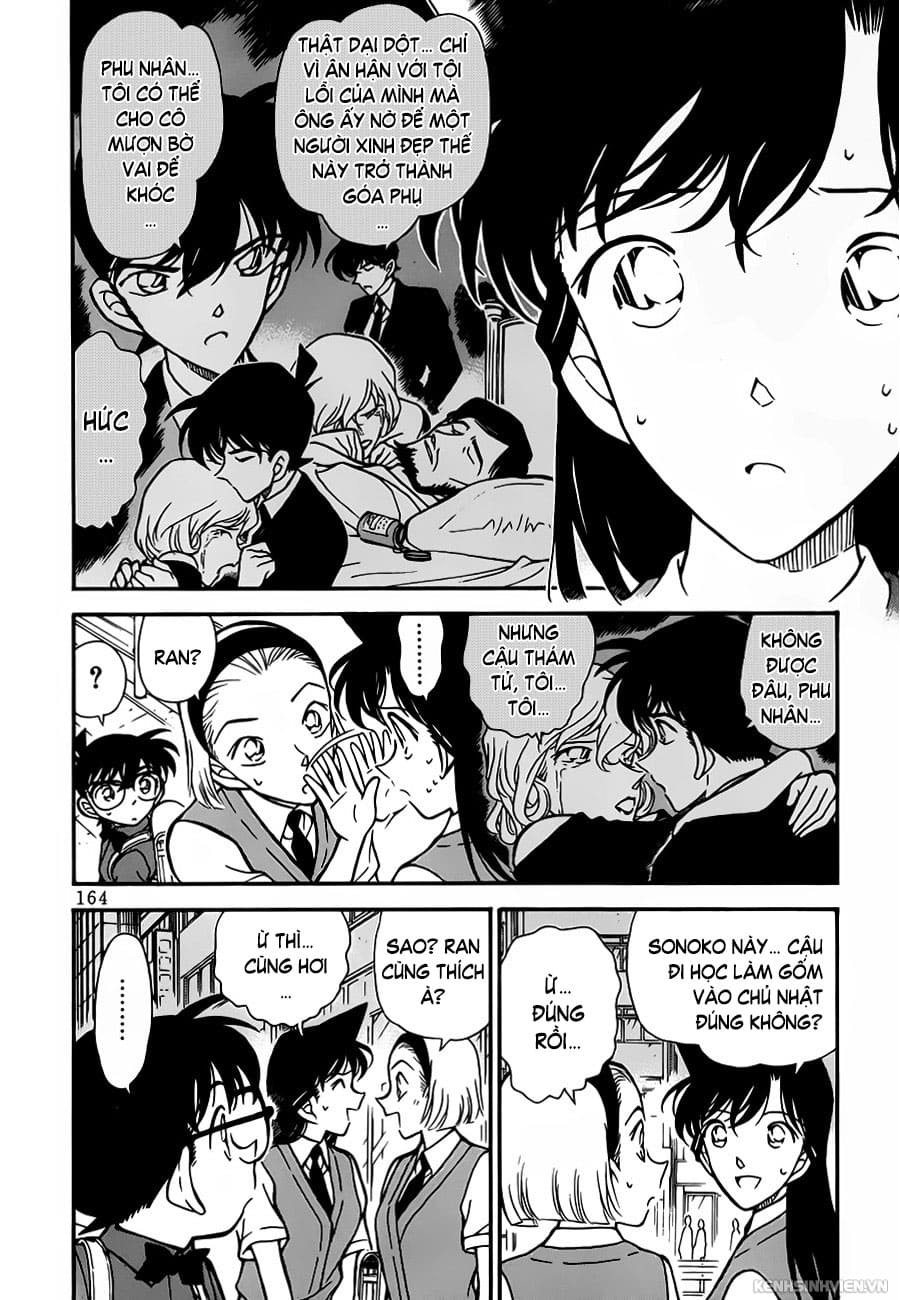 THẬT DẠI DỘT... CHỈ
VÌ ÂN HẬN VỚI TỘI
LỖI CỦA MÌNH MÀ
ÔNG ẤY NỠ ĐỂ MỘT
NGƯỜI XINH ĐẸP THẾ
NÀY TRỞ THÀNH
GÓA PHỤ
...
PHU NHÂN...
TÔI CÓ THỂ
CHO CÔ
MƯỢN BỜ
VAI ĐỂ
KHÓC
...
HỨC
...
KHÔNG
ĐƯỢC
ĐÂU, PHU
NHÂN...
NHƯNG
CẬU THÁM
TỬ, TÔI...
TÔI...
........
RAN?
?
164
SONOKO NÀY... CẬU
ĐI HỌC LÀM GỐM
VÀO CHỦ NHẬT
ĐÚNG KHÔNG?
Ừ...
ĐÚNG
RỒI...
SAO? RAN
CŨNG THÍCH
À?
Ừ THÌ...
CŨNG HƠI
...
........
KENHSINHVIEN.VN